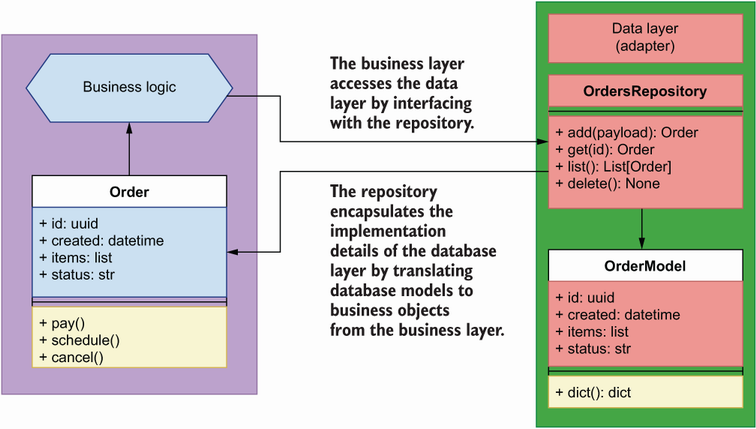 Business logic
Order
+ id: uuid
+ created: datetime
+ items: list
+ status: str
+ pay()
+ schedule()
+ cancel()
The business layer
accesses the data
layer by interfacing
with the repository.
The repository
encapsulates the
implementation
details of the database
layer by translating
database models to
business objects
from the business layer.
Data layer
(adapter)
OrdersRepository
+ add(payload): Order
+ get(id): Order
+ list(): List[Order]
+ delete(): None
OrderModel
+ id: uuid
+ created: datetime
+ items: list
+ status: str
+ dict(): dict